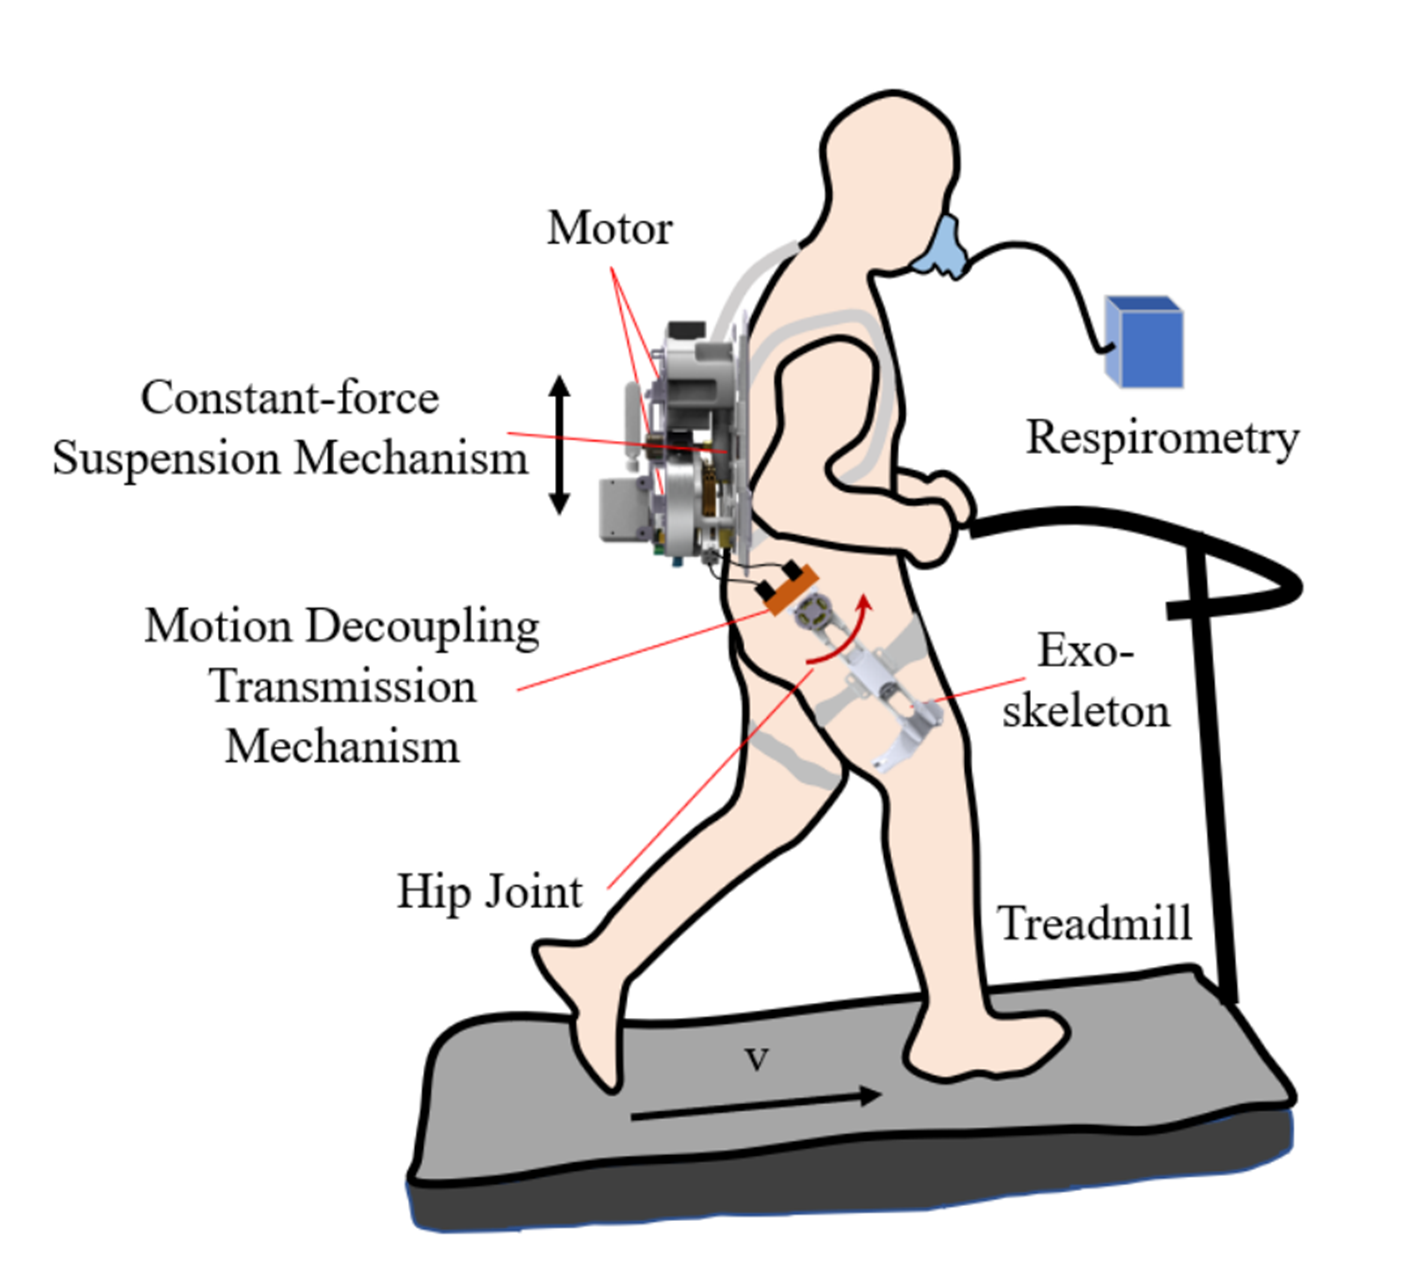 Motor
Constant-force
Suspension Mechanism
Respirometry
Motion Decoupling
Transmission
Mechanism
Exo-
skeleton
Hip Joint
Treadmill
v